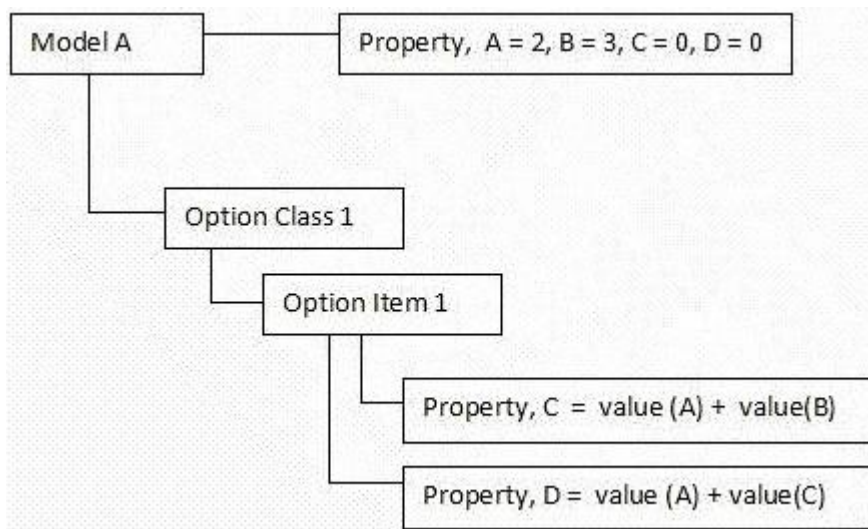 Model A
Property, A = 2, B = 3, C = 0, D = 0
Option Class 1
Option Item 1
Property, C = value (A) + value(B)
Property, D = value (A) + value(C)